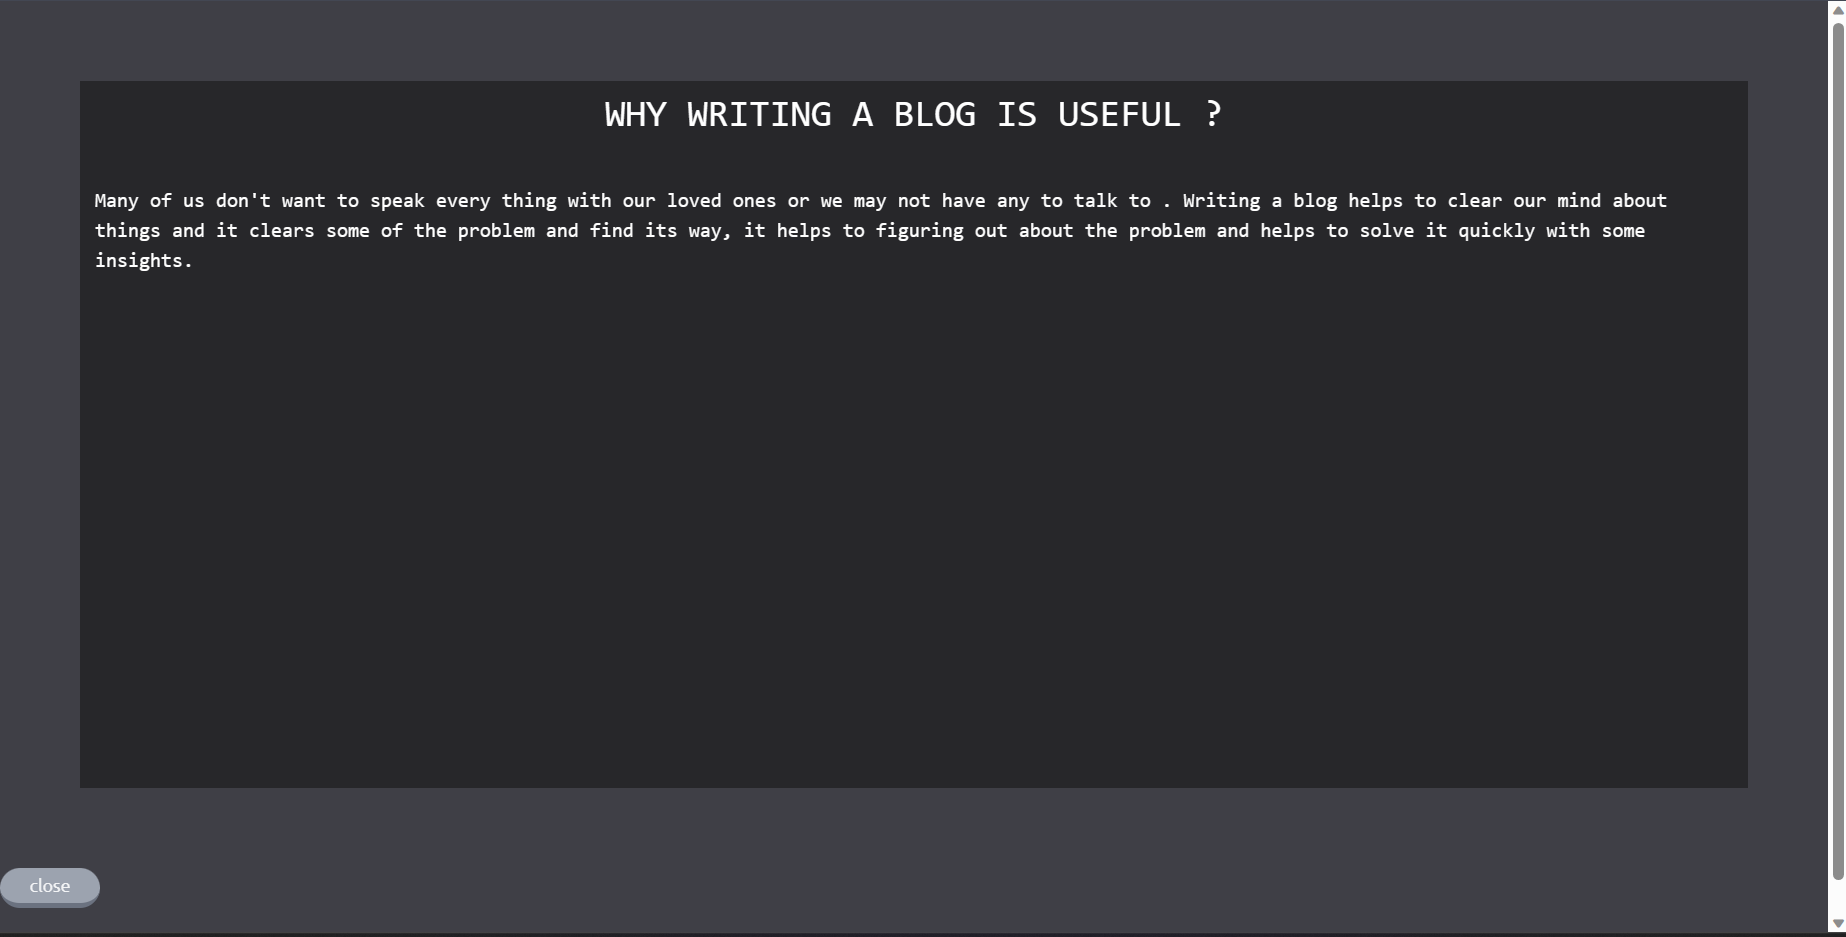 WHY WRITING A BLOG IS USEFUL ?
Many of us don't want to speak every thing with our loved ones or we may not have any to talk to . Writing a blog helps to clear our mind about
things and it clears some of the problem and find its way, it helps to figuring out about the problem and helps to solve it quickly with some
insights.
close